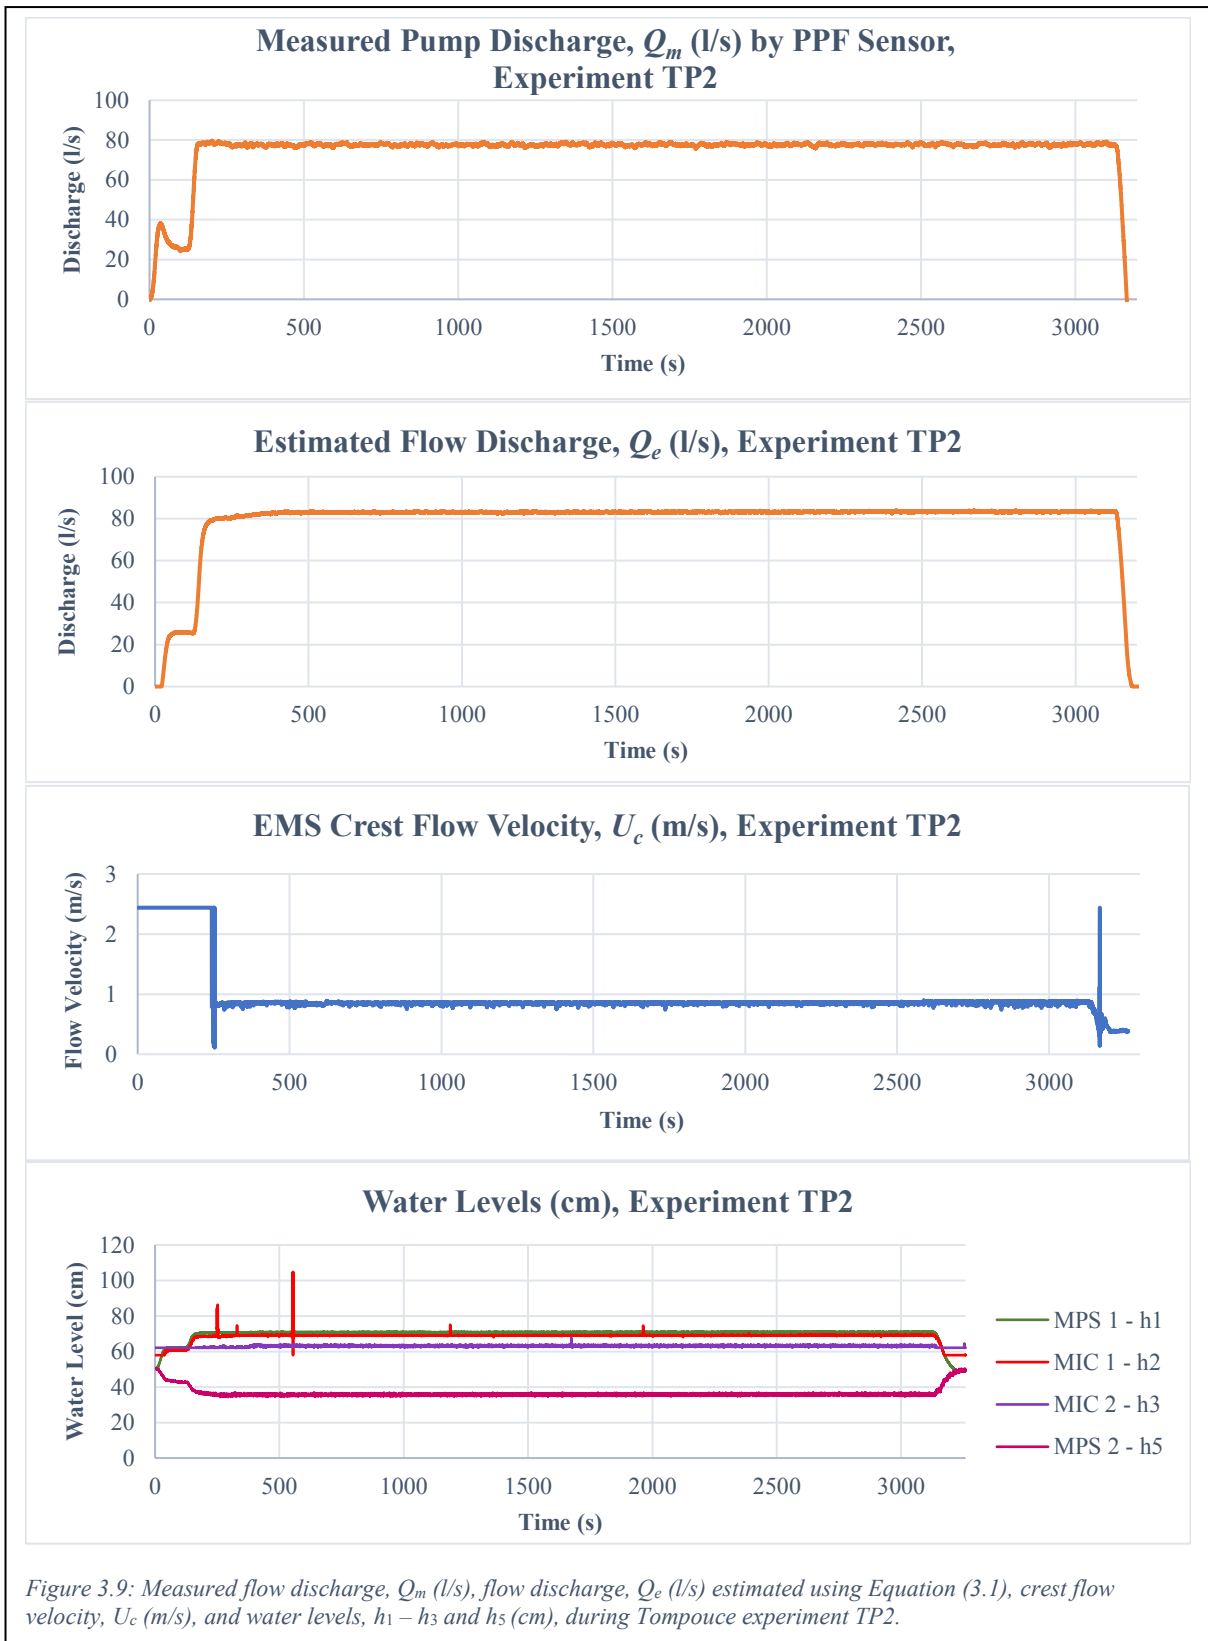 Measured Pump Discharge, Qm (l/s) by PPF Sensor,
Experiment TP2
100
80
60
40
20
0
Discharge (l/s)
0 500 1000 1500 2000 2500 3000
Time (s)
Estimated Flow Discharge, Qe (l/s), Experiment TP2
100
80
60
40
20
0
Discharge (l/s)
0 500 1000 1500 2000 2500 3000
Time (s)
EMS Crest Flow Velocity, Uc (m/s), Experiment TP2
3
2
1
0
Flow Velocity (m/s)
0 500 1000 1500 2000 2500 3000
Time (s)
Water Levels (cm), Experiment TP2
120
100
80
60
40
20
0
Water Level (cm)
0 500 1000 1500 2000 2500 3000
Time (s)
MPS 1 - h1
MIC 1 - h2
MIC 2 - h3
MPS 2 - h5
Figure 3.9: Measured flow discharge, Qm (l/s), flow discharge, Qe (l/s) estimated using Equation (3.1), crest flow
velocity, Uc (m/s), and water levels, h1 – h3 and h5 (cm), during Tompouce experiment TP2.